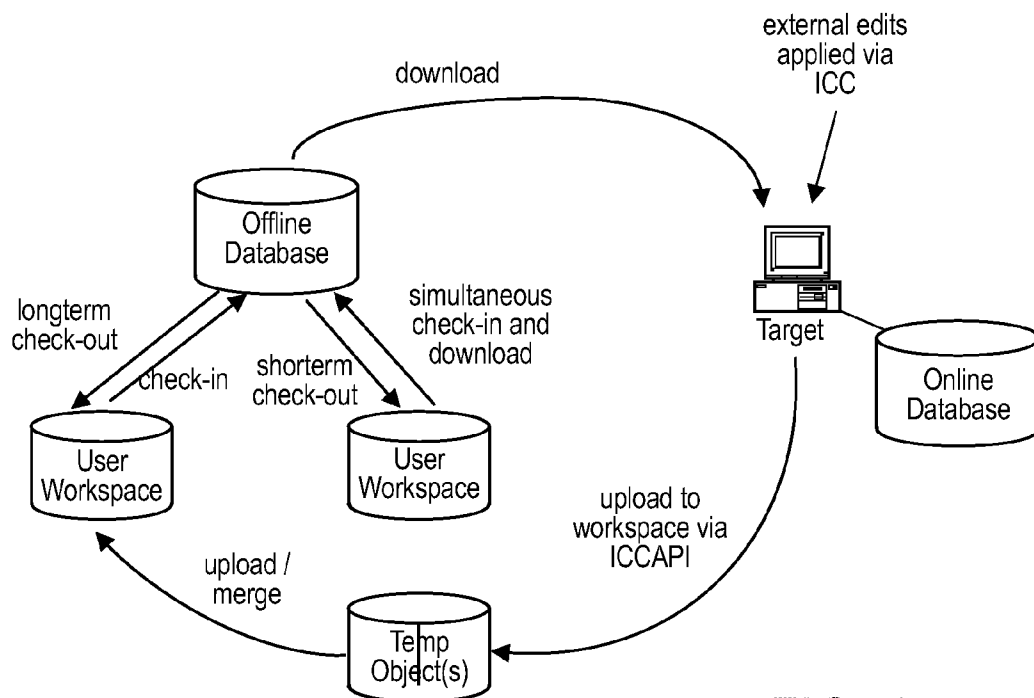 external edits
applied via
ICC
download
Offline
Database
longterm
check-out
simultaneous
check-in and
download
check-in
shorterm
check-out
Target
Online
Database
User
Workspace
User
Workspace
upload to
workspace via
ICCAPI
upload /
merge
Temp
Object(s)